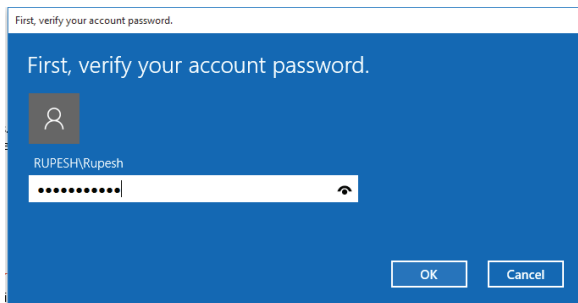 First, verify your account password.
First, verify your account password.
RUPESH\Rupesh
•••••••••••
OK
Cancel